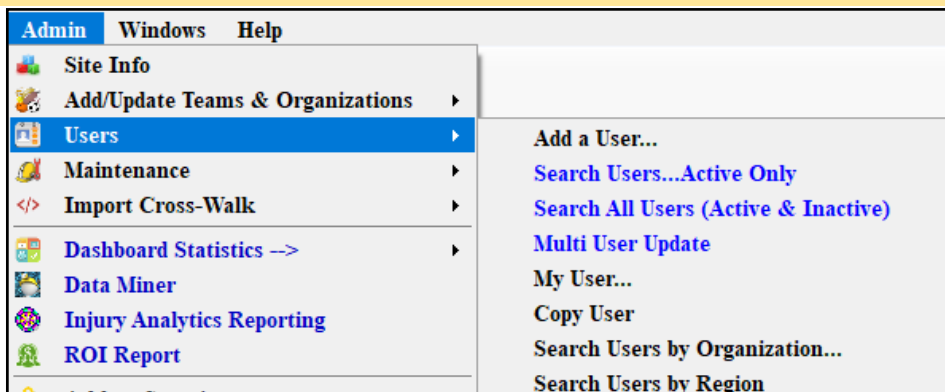 Admin Windows Help
Site Info
Add/Update Teams & Organizations
Users
Maintenance
Import Cross-Walk
Dashboard Statistics -->
Data Miner
Injury Analytics Reporting
ROI Report
Add a User...
Search Users...Active Only
Search All Users (Active & Inactive)
Multi User Update
My User...
Copy User
Search Users by Organization...
Search Users by Region